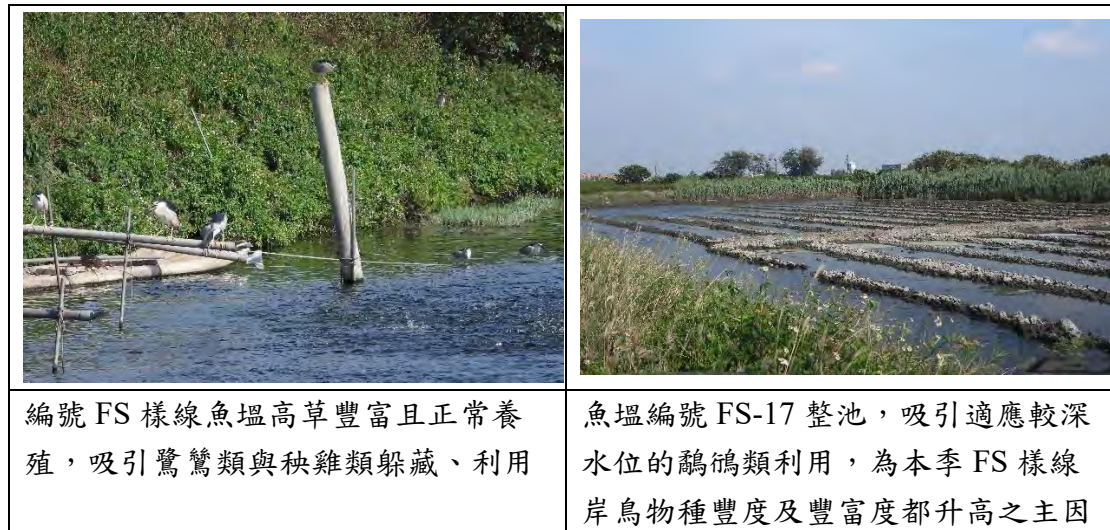 編號 FS 樣線魚塭高草豐富且正常養
殖，吸引鷺鷥類與秧雞類躲藏、利用
魚塭編號 FS-17 整池，吸引適應較深
水位的鷸鴴類利用，為本季 FS 樣線
岸鳥物種豐度及豐富度都升高之主因